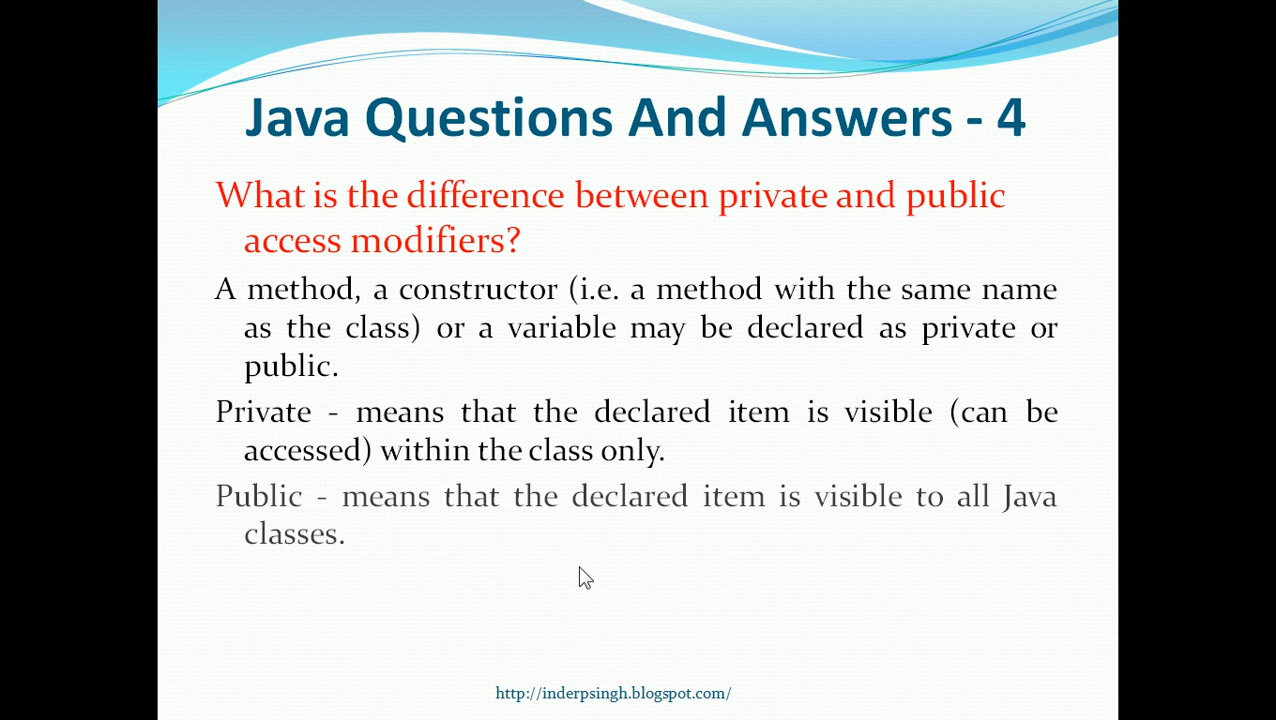 Java Questions And Answers - 4
What is the difference between private and public
access modifiers?
A method, a constructor (i.e. a method with the same name
as the class) or a variable may be declared as private or
public.
Private - means that the declared item is visible (can be
accessed) within the class only.
Public - means that the declared item is visible to all Java
classes.
http://inderpsingh.blogspot.com/